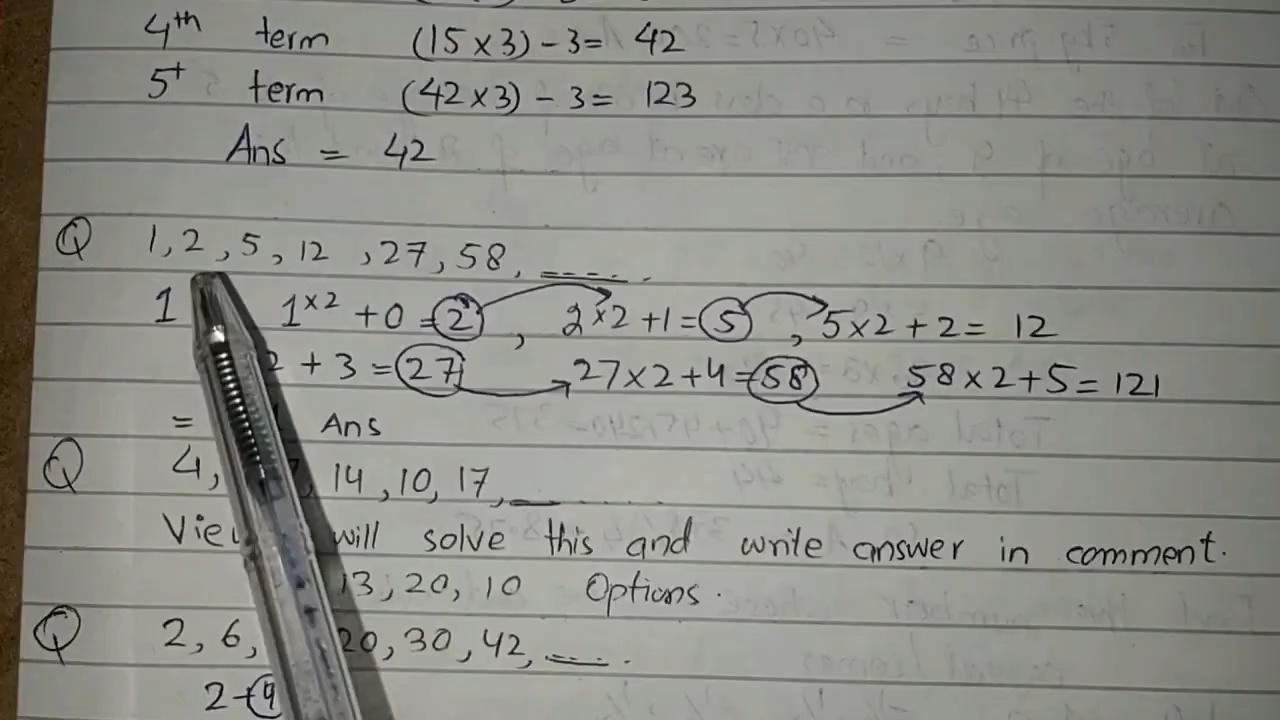 4th term (15 x 3) - 3 = 42
5t term (42 x 3) - 3 = 123
Ans = 42
Q 1, 2, 5, 12, 27, 58, ----.
1 1 x 2 + 0 = 2, 2 x 2 + 1 = 5, 5 x 2 + 2 = 12
2 + 3 = 27 27 x 2 + 4 = 58 58 x 2 + 5 = 121
= Ans
Q 4, 14, 10, 17, ____
will solve this and write answer in comment.
13, 20, 10 Options.
Q 2, 6, 20, 30, 42, ----.
2 +